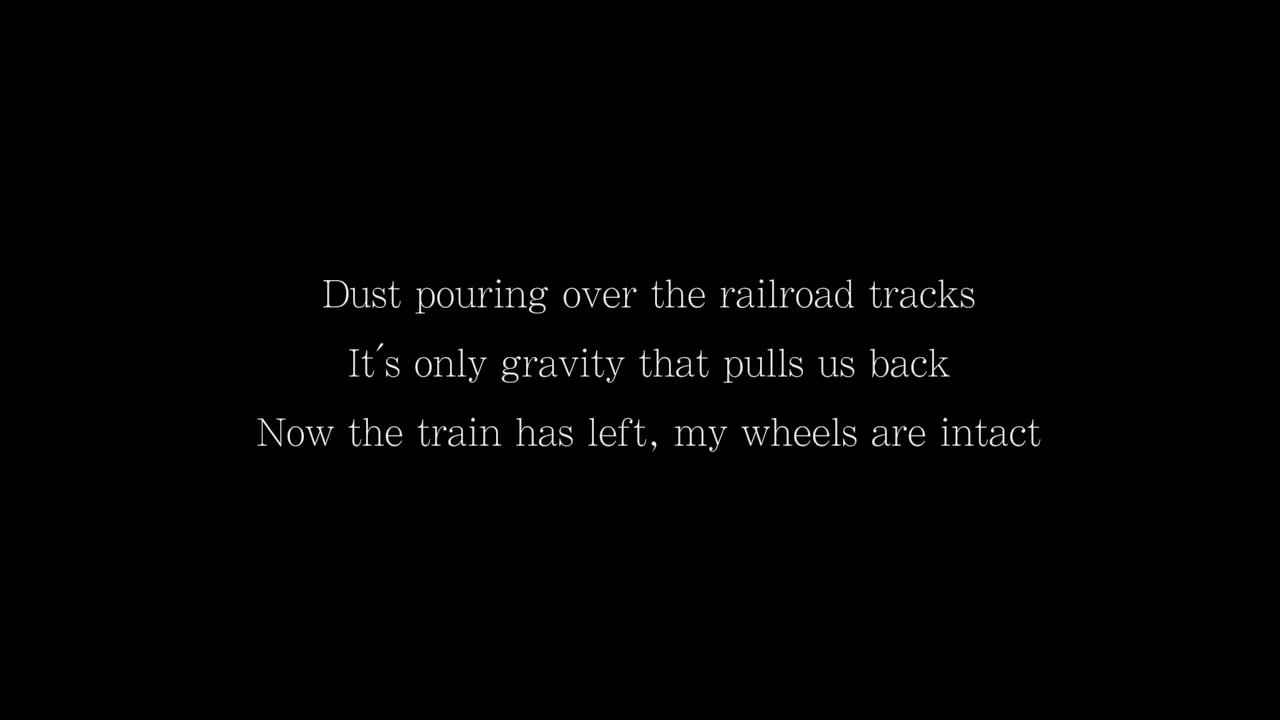 Dust pouring over the railroad tracks
It´s only gravity that pulls us back
Now the train has left, my wheels are intact